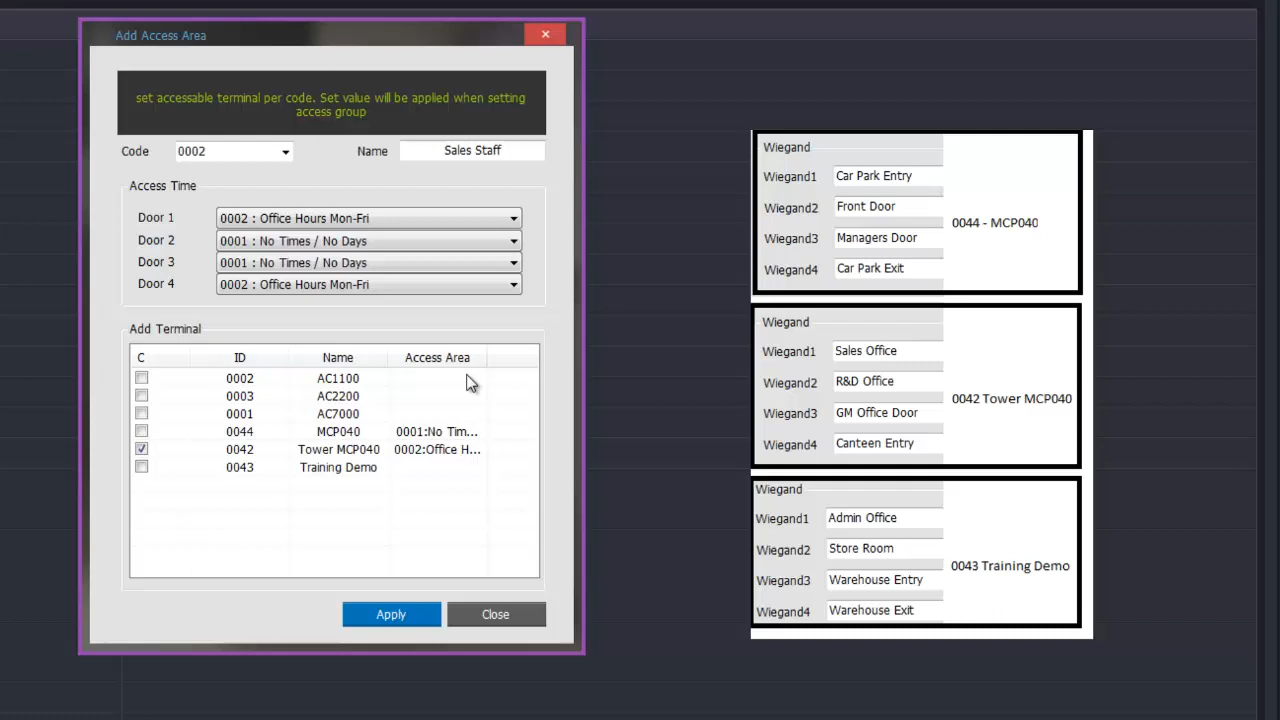 Add Access Area
set accessable terminal per code. Set value will be applied when setting
access group
Code 0002 Name Sales Staff
Access Time
Door 1 0002 : Office Hours Mon-Fri
Door 2 0001 : No Times / No Days
Door 3 0001 : No Times / No Days
Door 4 0002 : Office Hours Mon-Fri
Add Terminal
C ID Name Access Area
0002 AC1100
0003 AC2200
0001 AC7000
0044 MCP040 0001:No Tim...
0042 Tower MCP040 0002:Office H...
0043 Training Demo
Apply Close
Wiegand
Wiegand1 Car Park Entry
Wiegand2 Front Door
0044 - MCP040
Wiegand3 Managers Door
Wiegand4 Car Park Exit
Wiegand
Wiegand1 Sales Office
Wiegand2 R&D Office
0042 Tower MCP040
Wiegand3 GM Office Door
Wiegand4 Canteen Entry
Wiegand
Wiegand1 Admin Office
Wiegand2 Store Room
0043 Training Demo
Wiegand3 Warehouse Entry
Wiegand4 Warehouse Exit